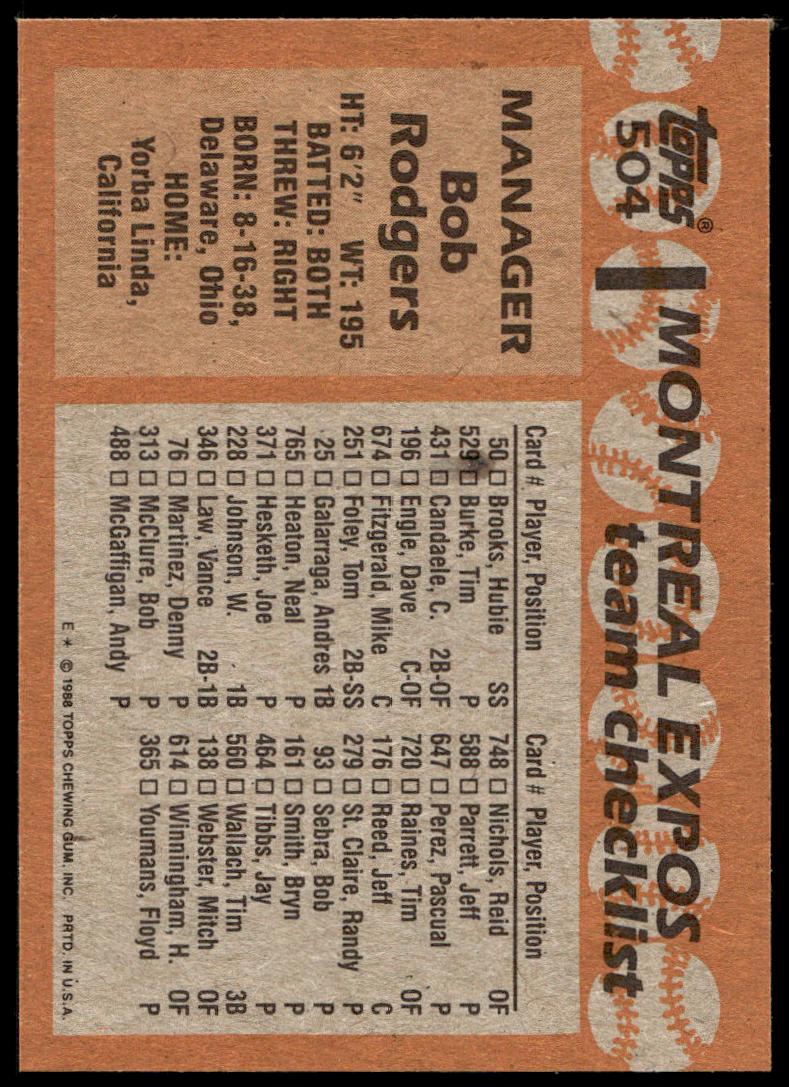 topps®
504
MONTREAL EXPOS
team checklist
MANAGER
Bob
Rodgers
HT: 6'2" WT: 195
BATTED: BOTH
THREW: RIGHT
BORN: 8-16-38,
Delaware, Ohio
HOME:
Yorba Linda,
California
Card # Player, Position
50 □ Brooks, Hubie SS
529 □ Burke, Tim P
431 □ Candaele, C. 2B-OF
196 □ Engle, Dave C-OF
674 □ Fitzgerald, Mike C
251 □ Foley, Tom 2B-SS
25 □ Galarraga, Andres 1B
765 □ Heaton, Neal P
371 □ Hesketh, Joe P
228 □ Johnson, W. 1B
346 □ Law, Vance 2B-1B
76 □ Martinez, Denny P
313 □ McClure, Bob P
488 □ McGaffigan, Andy P
Card # Player, Position
748 □ Nichols, Reid OF
588 □ Parrett, Jeff P
647 □ Perez, Pascual P
720 □ Raines, Tim OF
176 □ Reed, Jeff C
279 □ St. Claire, Randy P
93 □ Sebra, Bob P
161 □ Smith, Bryn P
464 □ Tibbs, Jay P
560 □ Wallach, Tim 3B
138 □ Webster, Mitch OF
614 □ Winningham, H. OF
365 □ Youmans, Floyd P
E * © 1988 TOPPS CHEWING GUM, INC. PRTD. IN U.S.A.